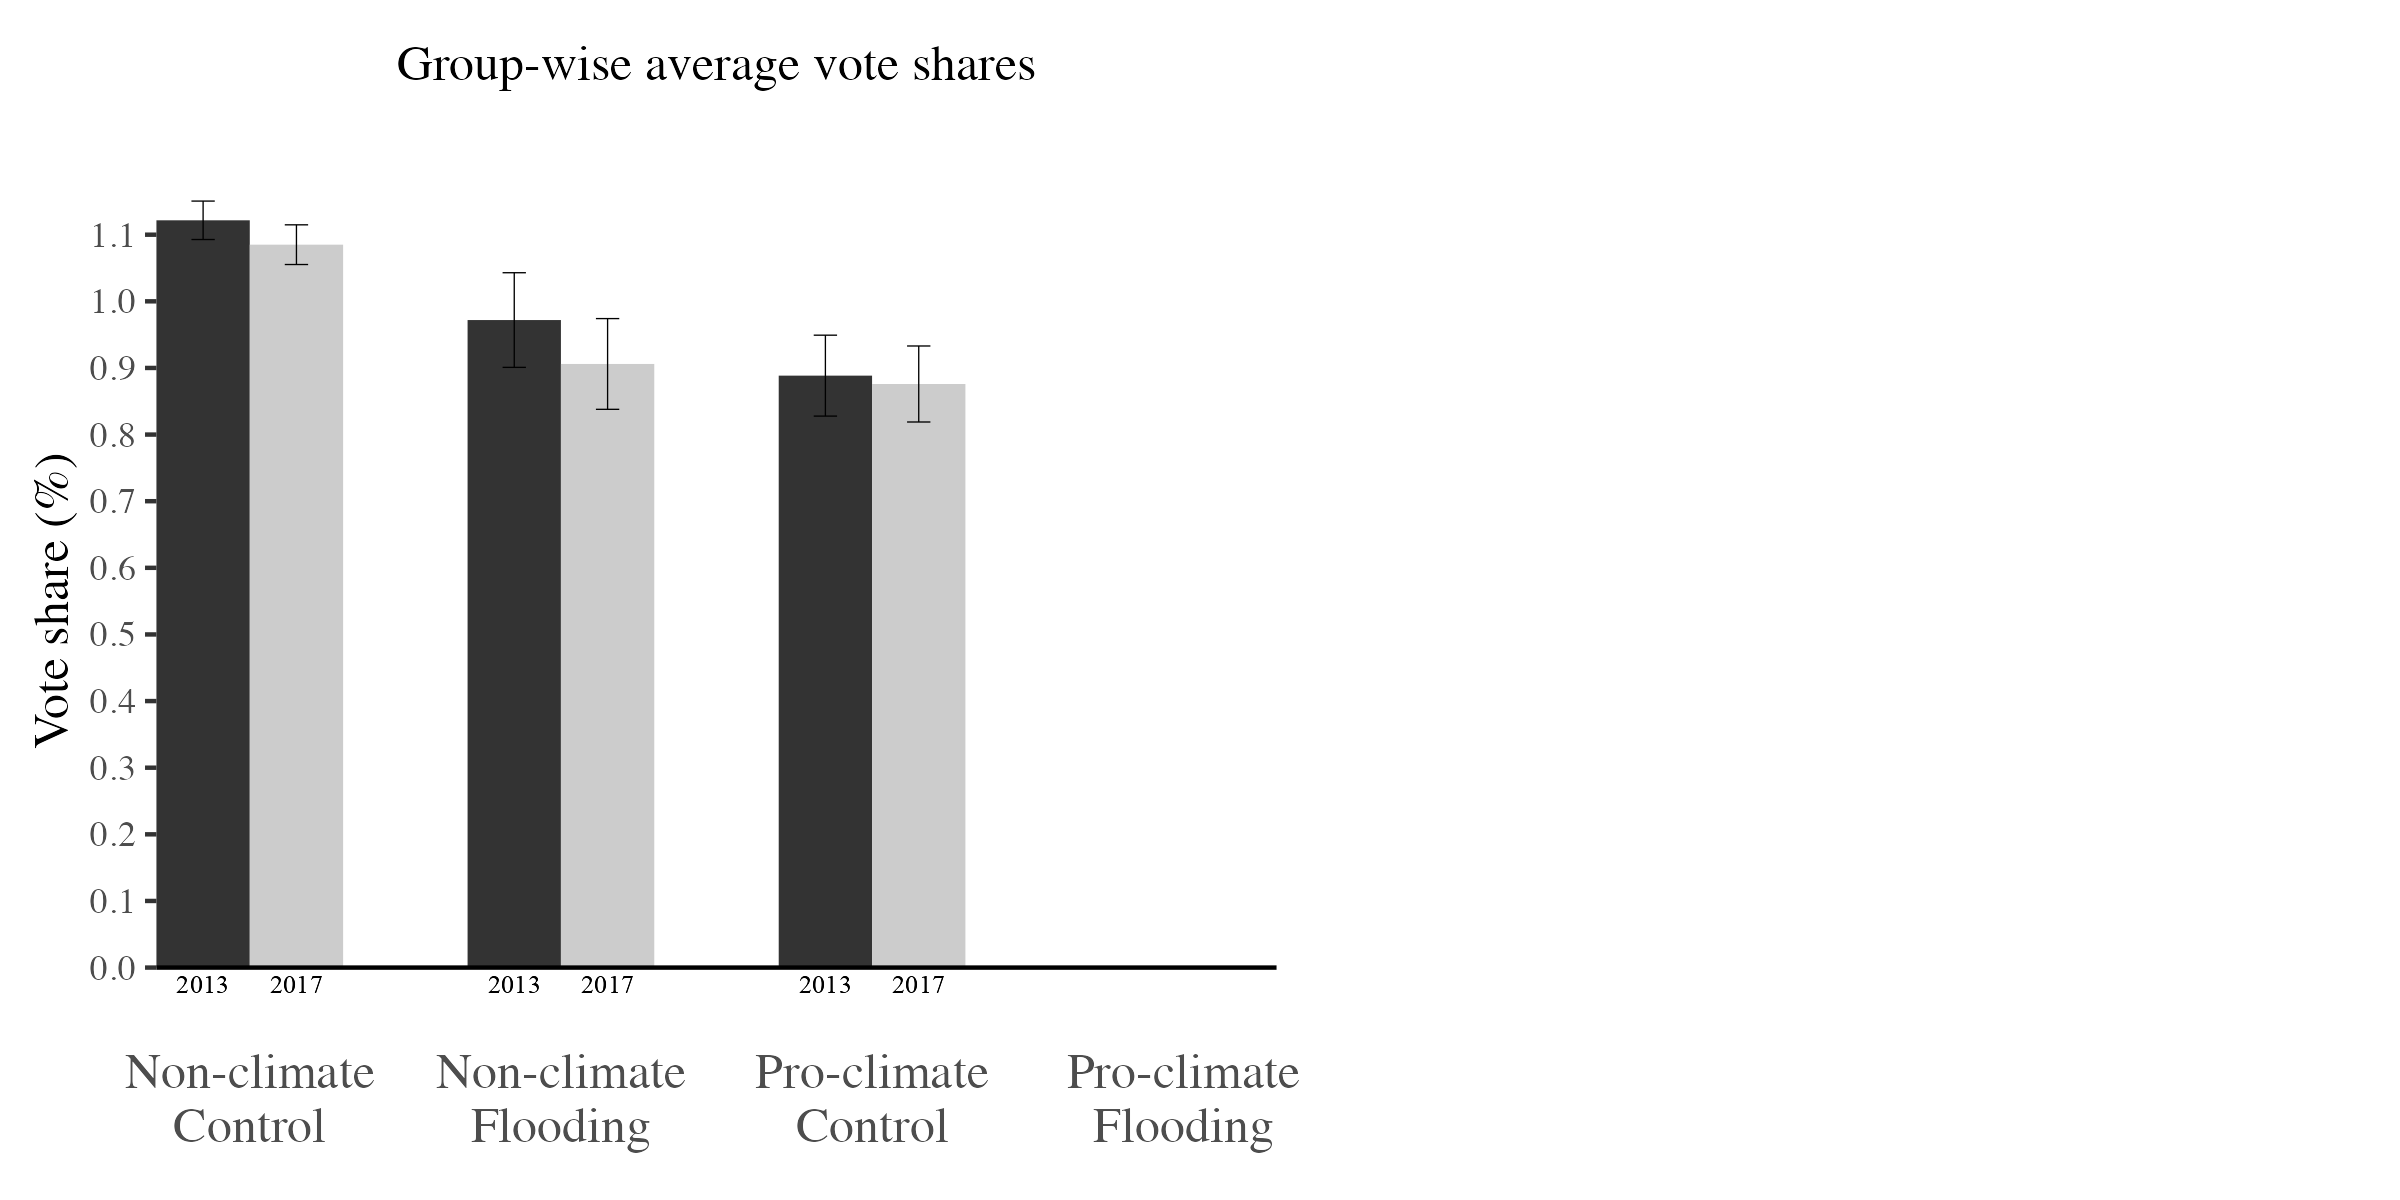 Group-wise average vote shares
Vote share (%)
1.1
1.0
0.9
0.8
0.7
0.6
0.5
0.4
0.3
0.2
0.1
0.0
2013 2017 2013 2017 2013 2017
Non-climate Non-climate Pro-climate Pro-climate
Control Flooding Control Flooding